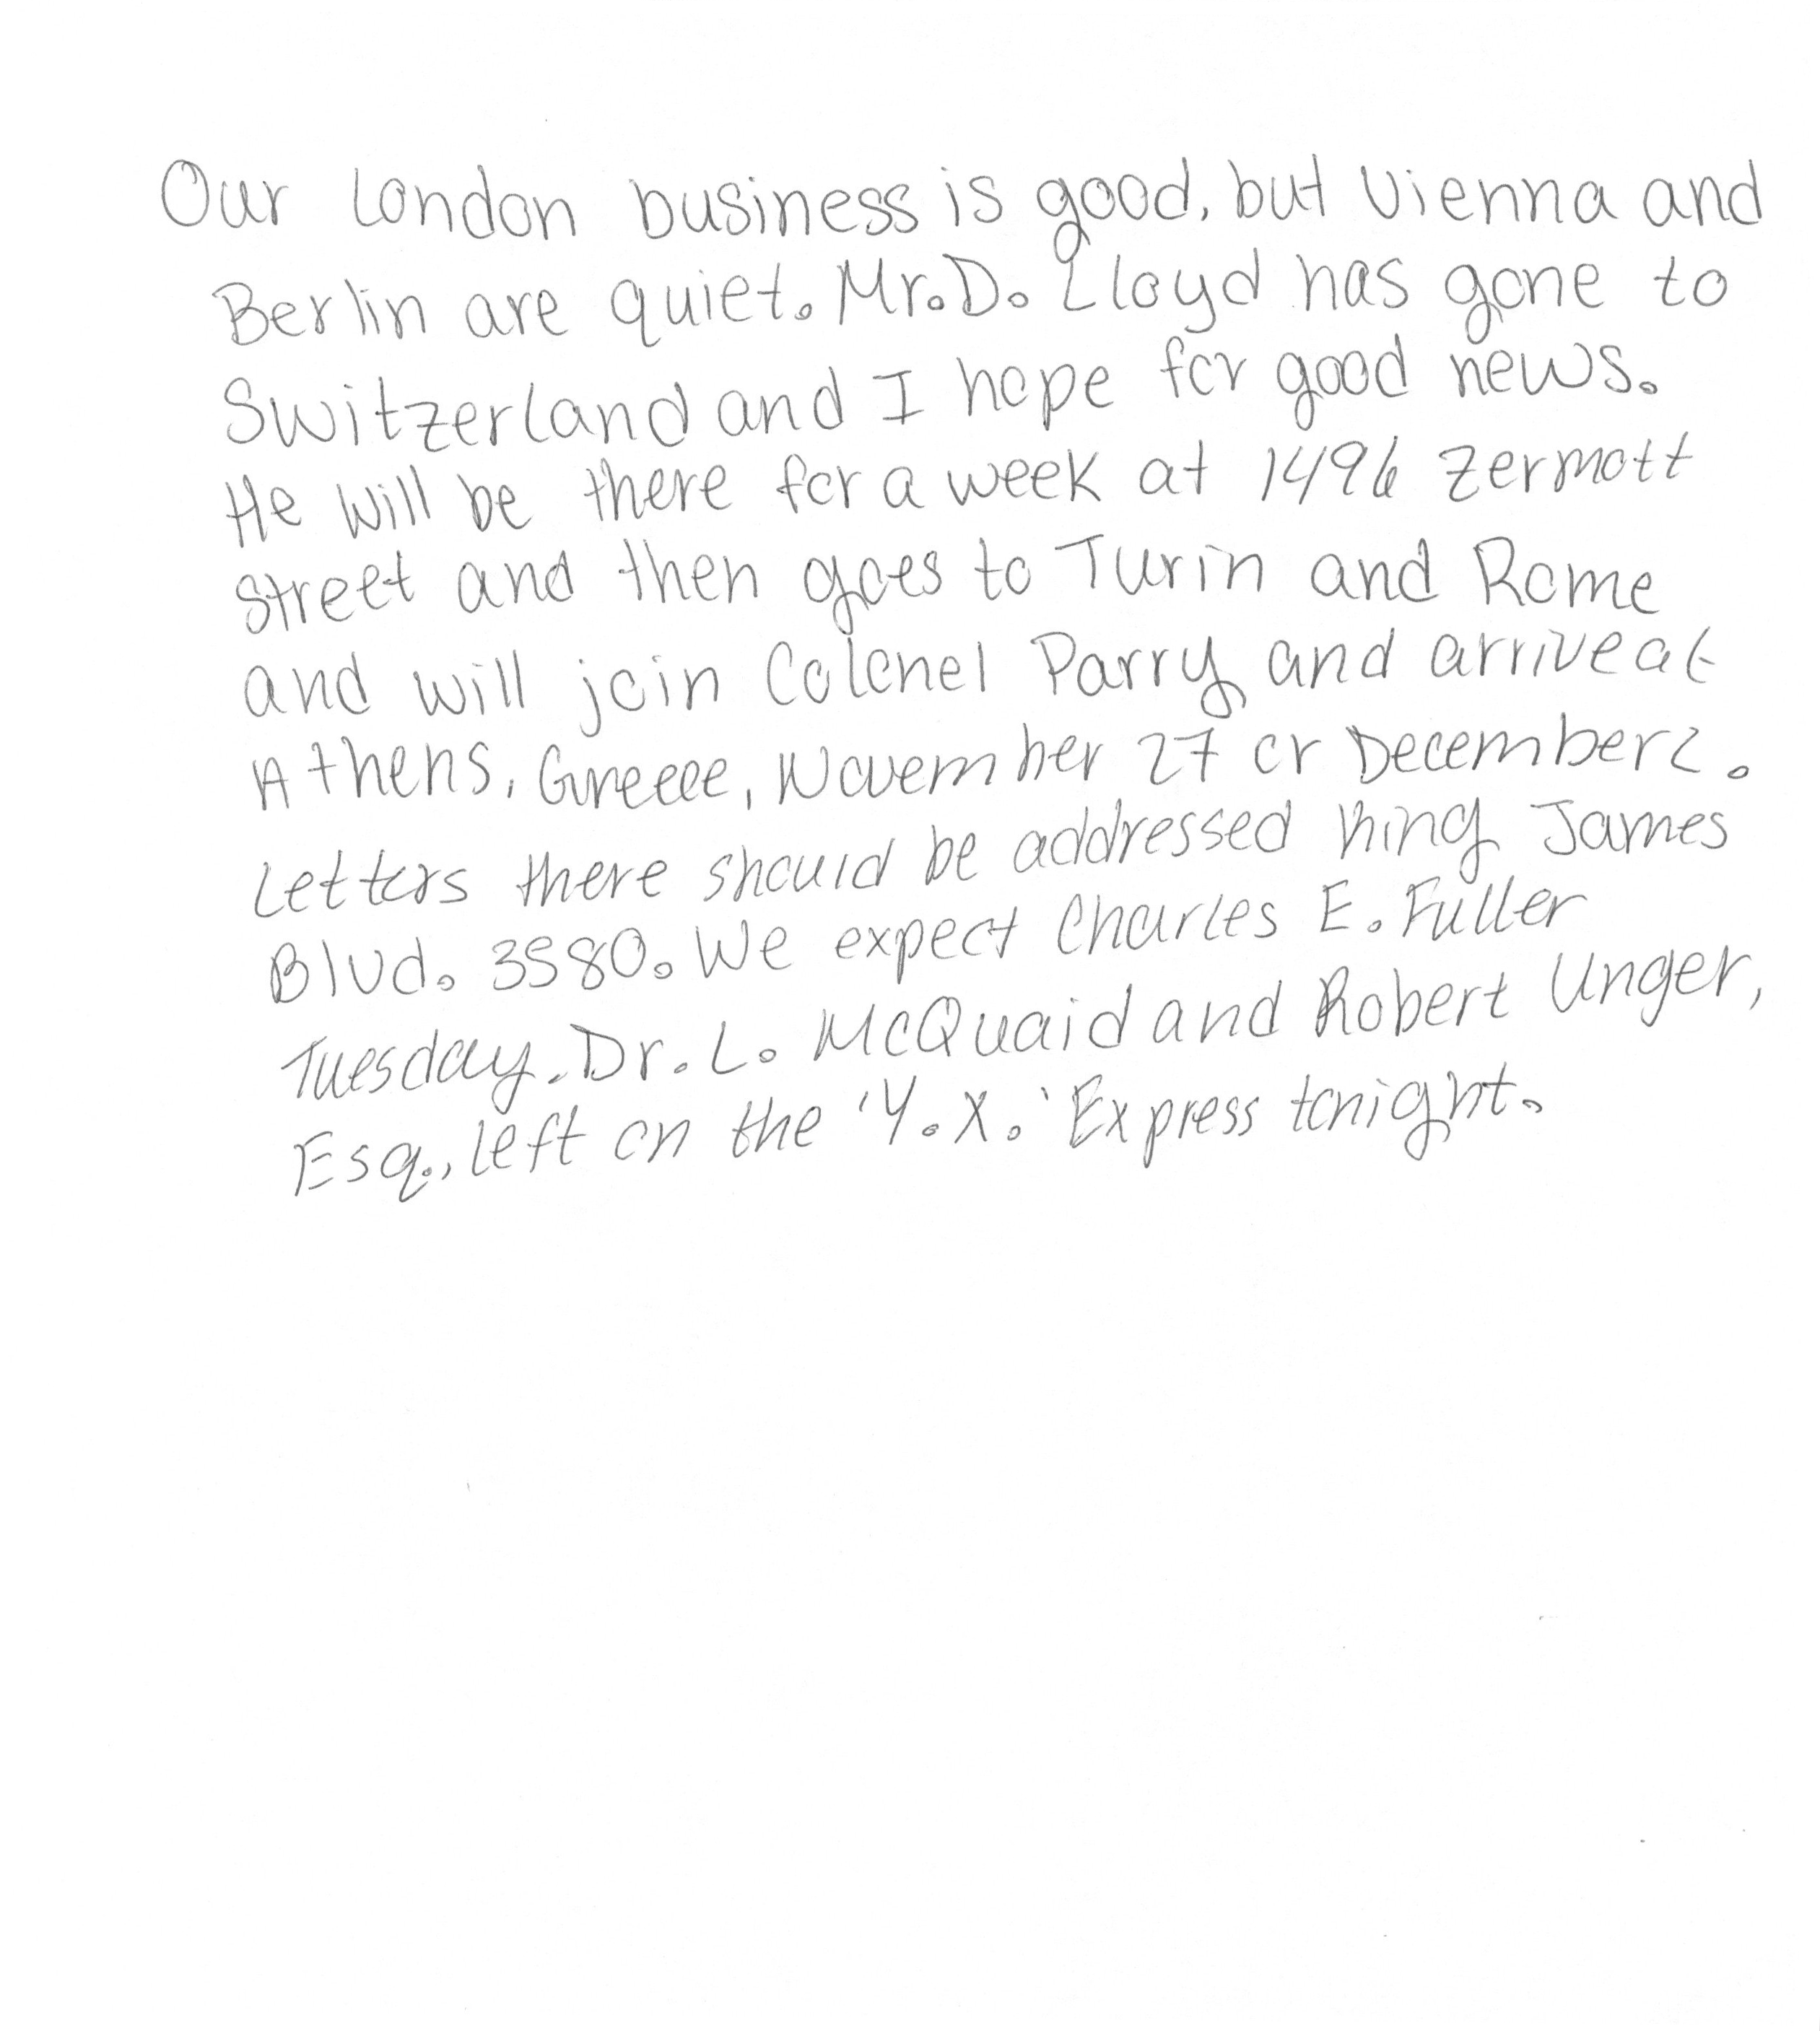 Our London business is good, but Vienna and
Berlin are quiet. Mr. D. Lloyd has gone to
Switzerland and I hope for good news.
He will be there for a week at 1496 Zermott
street and then goes to Turin and Rome
and will join Colonel Parry and arrive at
Athens, Greece, November 27 or December 2.
Letters there should be addressed King James
Blvd. 3580. We expect Charles E. Fuller
Tuesday. Dr. L. McQuaid and Robert Unger,
Esq., left on the 'Y.X.' Express tonight.